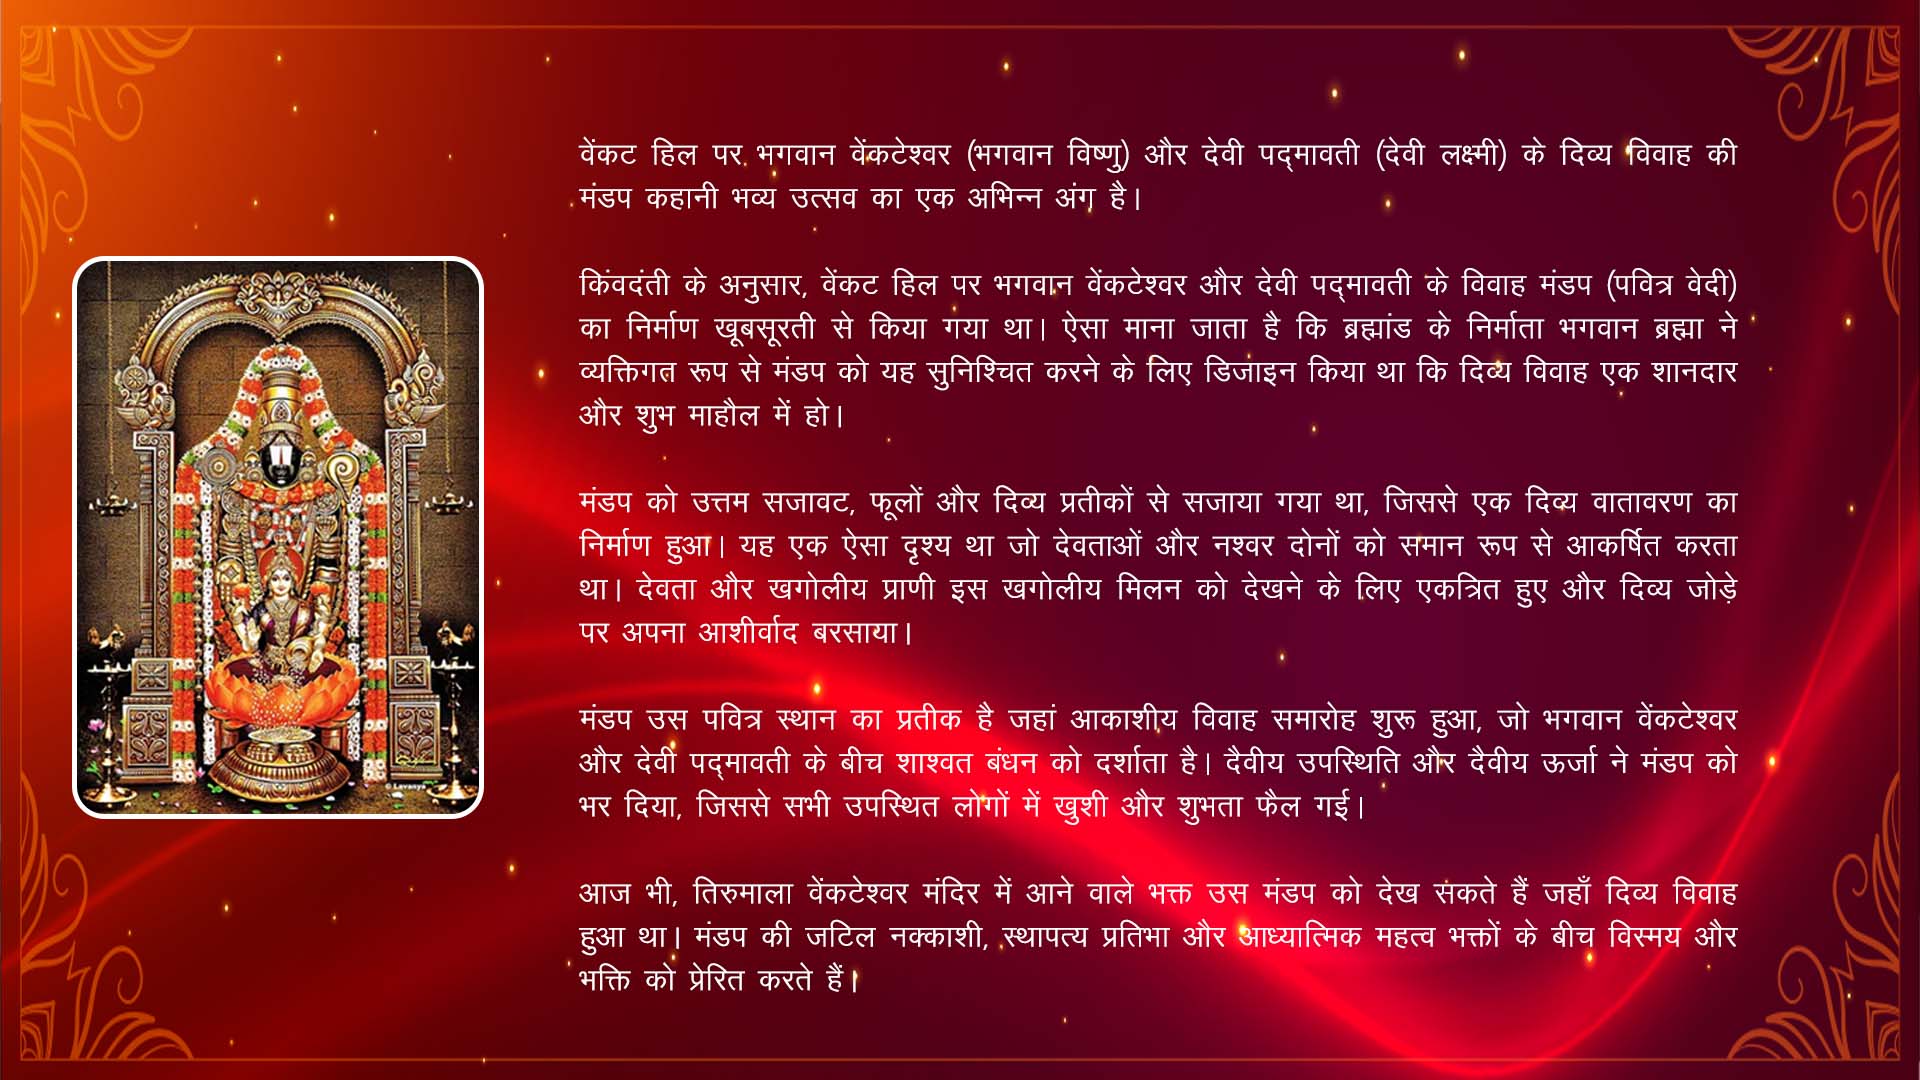 वेंकट हिल पर भगवान वेंकटेश्वर (भगवान विष्णु) और देवी पद्मावती (देवी लक्ष्मी) के दिव्य विवाह की
मंडप कहानी भव्य उत्सव का एक अभिन्न अंग है।
किंवदंती के अनुसार, वेंकट हिल पर भगवान वेंकटेश्वर और देवी पद्मावती के विवाह मंडप (पवित्र वेदी)
का निर्माण खूबसूरती से किया गया था। ऐसा माना जाता है कि ब्रह्मांड के निर्माता भगवान ब्रह्मा ने
व्यक्तिगत रूप से मंडप को यह सुनिश्चित करने के लिए डिजाइन किया था कि दिव्य विवाह एक शानदार
और शुभ माहौल में हो।
मंडप को उत्तम सजावट, फूलों और दिव्य प्रतीकों से सजाया गया था, जिससे एक दिव्य वातावरण का
निर्माण हुआ। यह एक ऐसा दृश्य था जो देवताओं और नश्वर दोनों को समान रूप से आकर्षित करता
था। देवता और खगोलीय प्राणी इस खगोलीय मिलन को देखने के लिए एकत्रित हुए और दिव्य जोड़े
पर अपना आशीर्वाद बरसाया।
मंडप उस पवित्र स्थान का प्रतीक है जहां आकाशीय विवाह समारोह शुरू हुआ, जो भगवान वेंकटेश्वर
और देवी पद्मावती के बीच शाश्वत बंधन को दर्शाता है। दैवीय उपस्थिति और दैवीय ऊर्जा ने मंडप को
भर दिया, जिससे सभी उपस्थित लोगों में खुशी और शुभता फैल गई।
आज भी, तिरुमाला वेंकटेश्वर मंदिर में आने वाले भक्त उस मंडप को देख सकते हैं जहाँ दिव्य विवाह
हुआ था। मंडप की जटिल नक्काशी, स्थापत्य प्रतिभा और आध्यात्मिक महत्व भक्तों के बीच विस्मय और
भक्ति को प्रेरित करते हैं।
© Lavanya